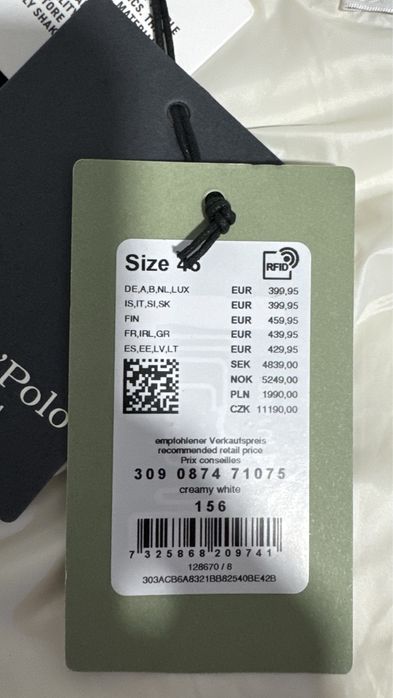 Size 46
RFID
DE,A,B,NL,LUX EUR 399,95
IS,IT,SI,SK EUR 399,95
FIN EUR 459,95
FR,IRL,GR EUR 439,95
ES,EE,LV,LT EUR 429,95
SEK 4839,00
NOK 5249,00
PLN 1990,00
CZK 11190,00
empfohlener Verkaufspreis
recommended retail price
Prix conseilles
309 0874 71075
creamy white
156
7 325868 209741
128670 / 8
303ACB6A8321BB82540BE42B
'Polo